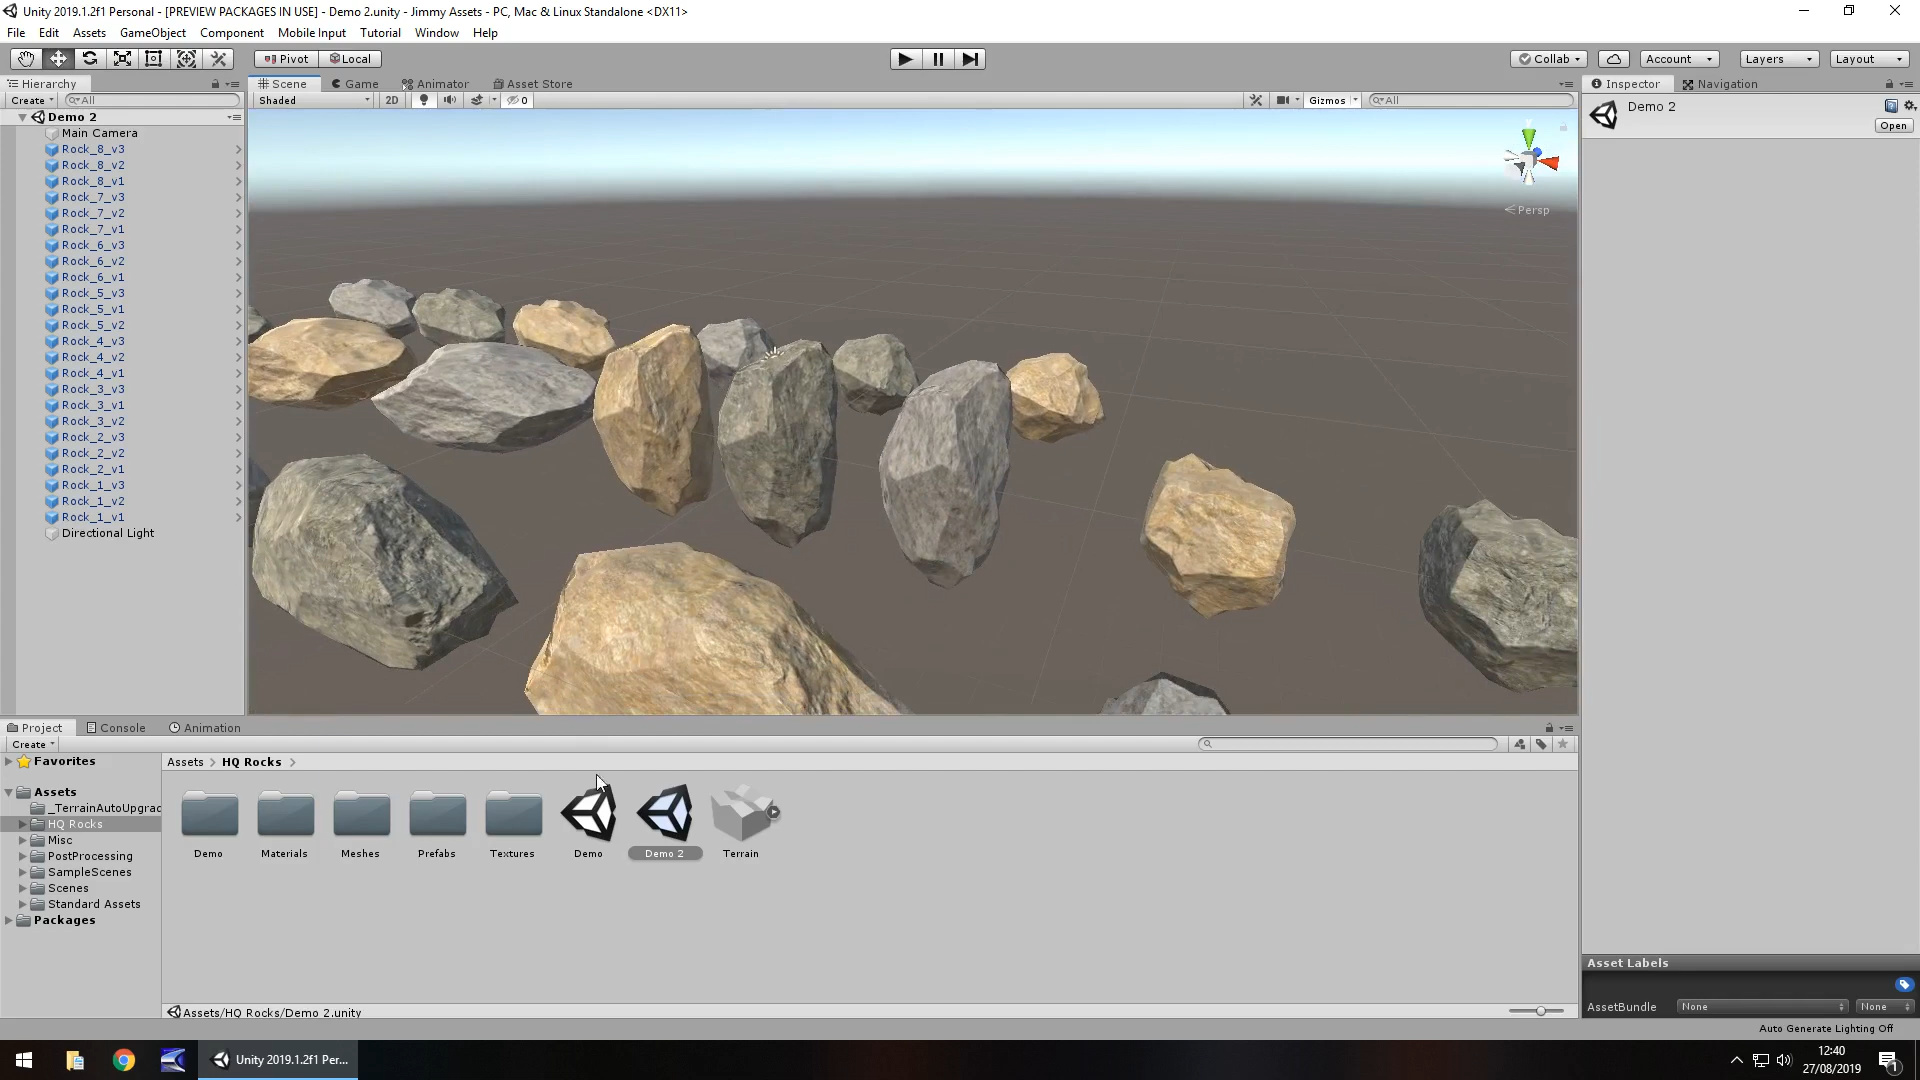 Unity 2019.1.2f1 Personal - [PREVIEW PACKAGES IN USE] - Demo 2.unity - Jimmy Assets - PC, Mac & Linux Standalone <DX11>
File Edit Assets GameObject Component Mobile Input Tutorial Window Help
Pivot Local Collab Account Layers Layout
Hierarchy Scene Game Animator Asset Store Inspector Navigation
Create All Shaded 2D 0 Gizmos All
Demo 2
Open
Demo 2
Main Camera
Rock_8_v3
Rock_8_v2
Rock_8_v1
Rock_7_v3
Rock_7_v2
Rock_7_v1
Rock_6_v3
Rock_6_v2
Rock_6_v1
Rock_5_v3
Rock_5_v1
Rock_5_v2
Rock_4_v3
Rock_4_v2
Rock_4_v1
Rock_3_v3
Rock_3_v1
Rock_3_v2
Rock_2_v3
Rock_2_v2
Rock_2_v1
Rock_1_v3
Rock_1_v2
Rock_1_v1
Directional Light
Persp
Project Console Animation
Create
Favorites
Assets
_TerrainAutoUpgrac
HQ Rocks
Misc
PostProcessing
SampleScenes
Scenes
Standard Assets
Packages
Assets > HQ Rocks >
Demo Materials Meshes Prefabs Textures Demo Demo 2 Terrain
Assets/HQ Rocks/Demo 2.unity
Asset Labels
AssetBundle None None
Auto Generate Lighting Off
Unity 2019.1.2f1 Per...
12:40
27/08/2019
1